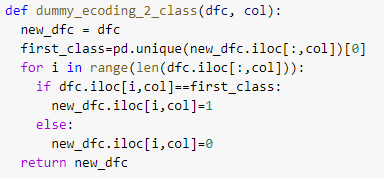 def dummy_ecoding_2_class(dfc, col):
  new_dfc = dfc
  first_class=pd.unique(new_dfc.iloc[:,col])[0]
  for i in range(len(dfc.iloc[:,col])):
    if dfc.iloc[i,col]==first_class:
      new_dfc.iloc[i,col]=1
    else:
      new_dfc.iloc[i,col]=0
  return new_dfc